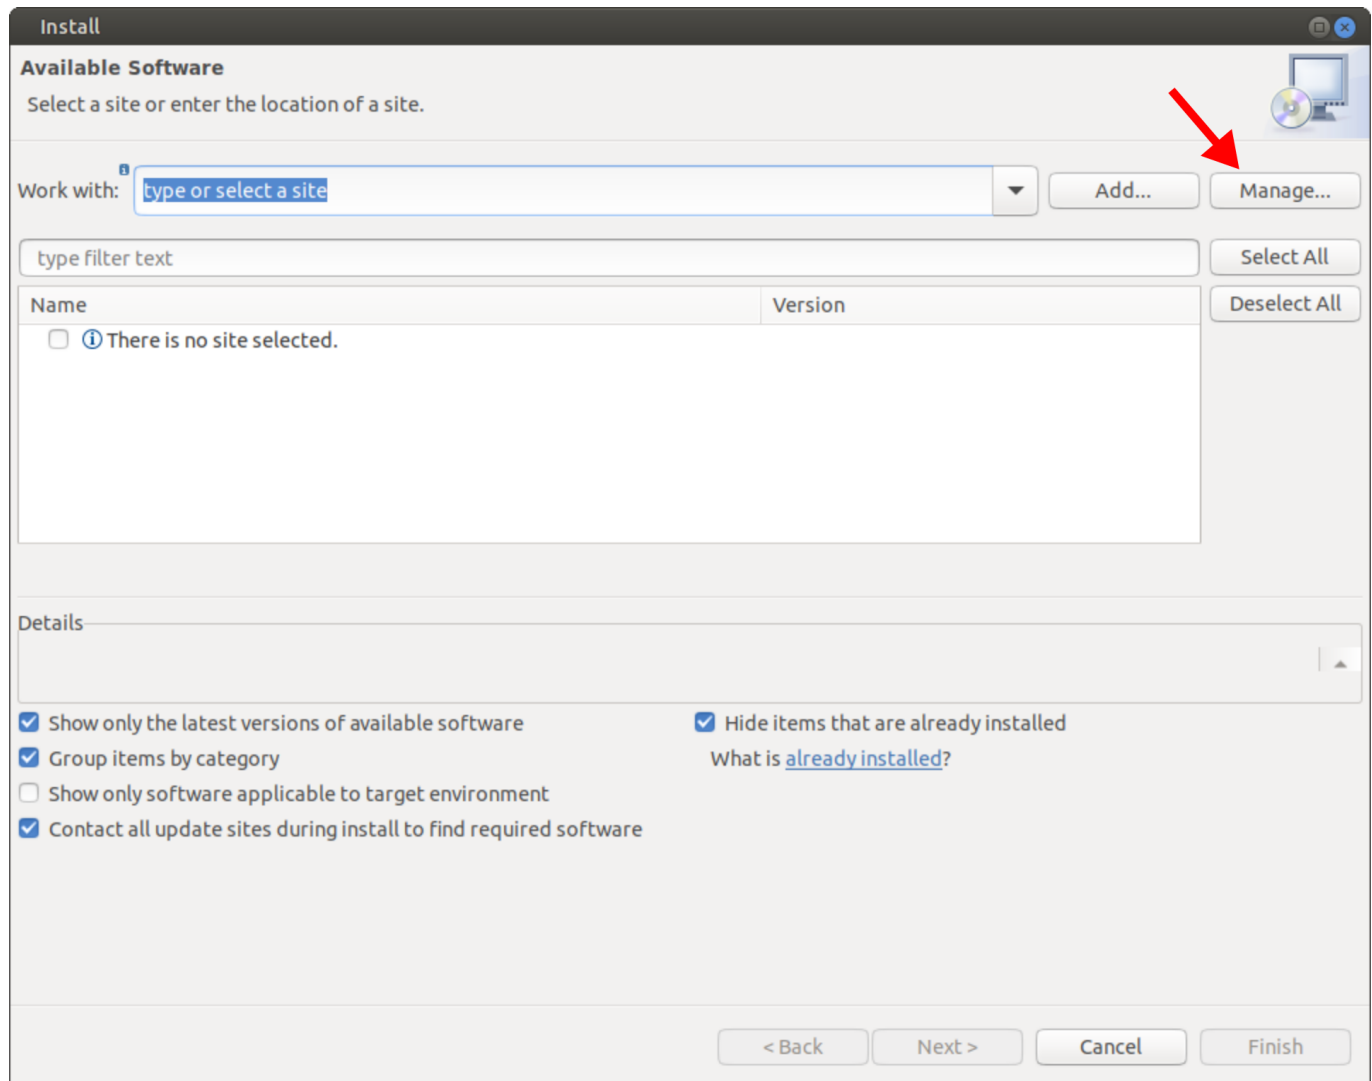 Install
Available Software
Select a site or enter the location of a site.
Work with: type or select a site Add... Manage...
type filter text Select All
Name Version Deselect All
There is no site selected.
Details
Show only the latest versions of available software Hide items that are already installed
Group items by category What is already installed?
Show only software applicable to target environment
Contact all update sites during install to find required software
< Back Next > Cancel Finish